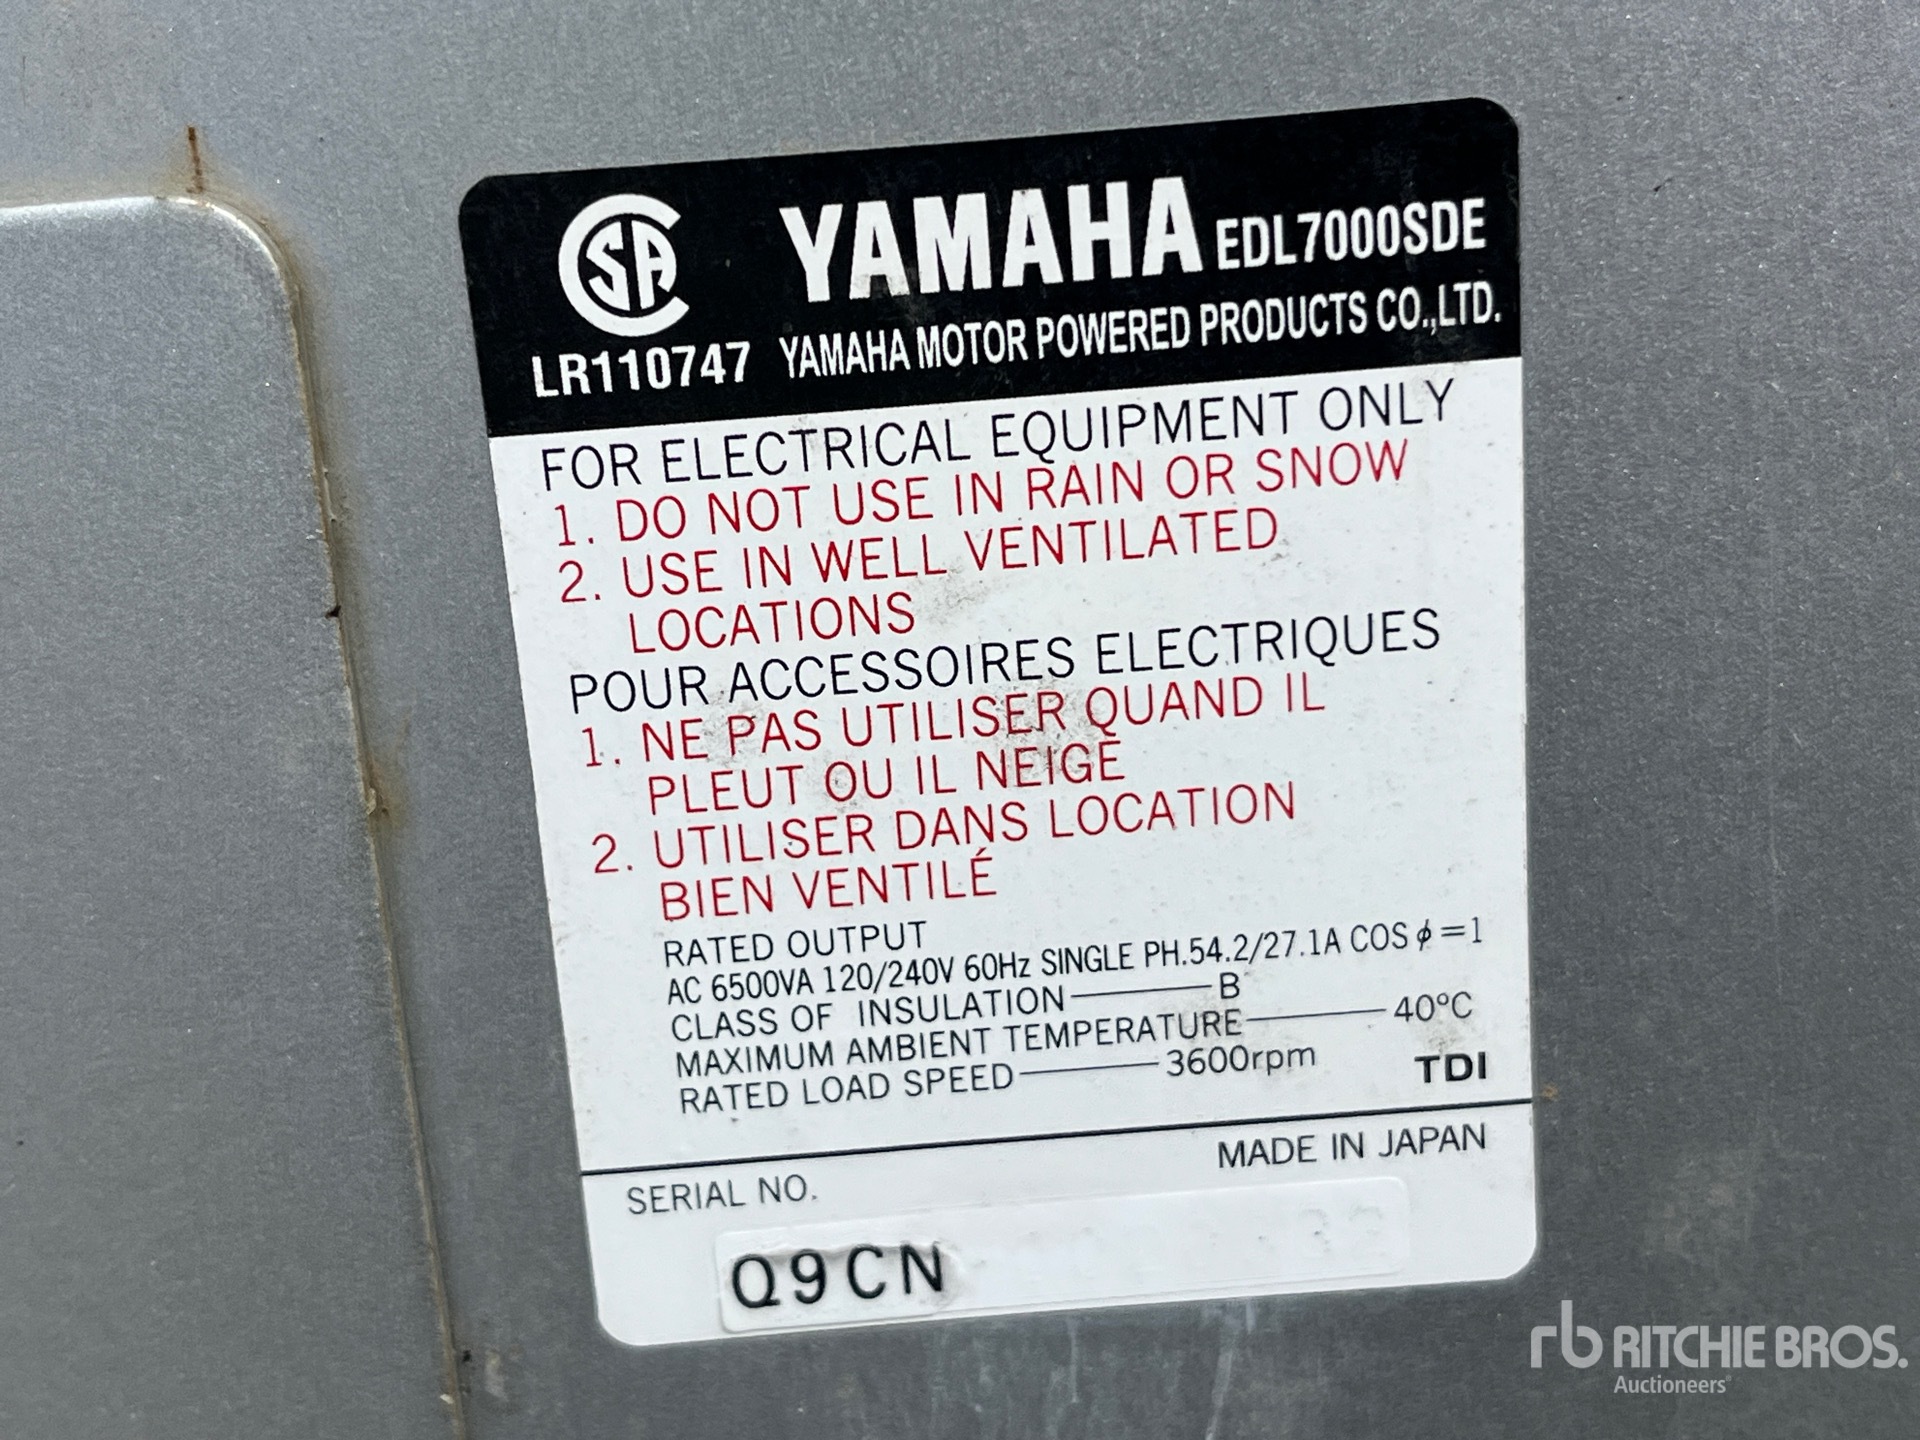 CSA YAMAHA EDL7000SDE
LR110747 YAMAHA MOTOR POWERED PRODUCTS CO.,LTD.
FOR ELECTRICAL EQUIPMENT ONLY
1. DO NOT USE IN RAIN OR SNOW
2. USE IN WELL VENTILATED
LOCATIONS
POUR ACCESSOIRES ELECTRIQUES
1. NE PAS UTILISER QUAND IL
PLEUT OU IL NEIGE
2. UTILISER DANS LOCATION
BIEN VENTILÉ
RATED OUTPUT
AC 6500VA 120/240V 60Hz SINGLE PH.54.2/27.1A COS ϕ=1
CLASS OF INSULATION B
MAXIMUM AMBIENT TEMPERATURE 40°C
RATED LOAD SPEED 3600rpm TDI
MADE IN JAPAN
SERIAL NO.
Q9CN
rb RITCHIE BROS.
Auctioneers